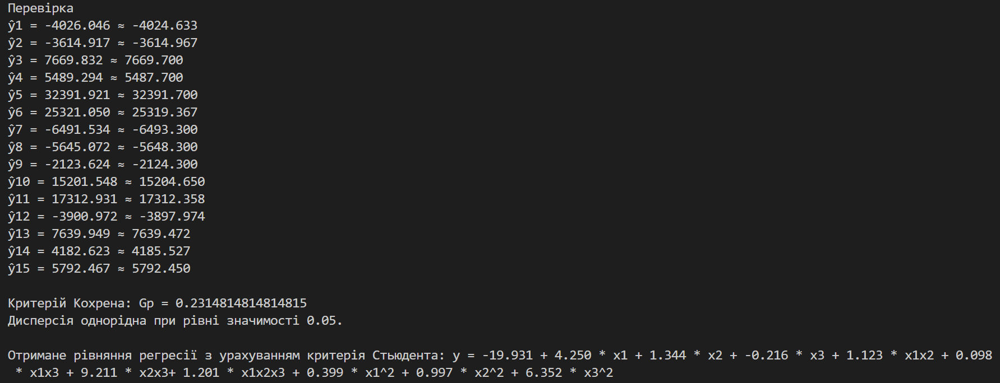 Перевірка
ŷ1 = -4026.046 ≈ -4024.633
ŷ2 = -3614.917 ≈ -3614.967
ŷ3 = 7669.832 ≈ 7669.700
ŷ4 = 5489.294 ≈ 5487.700
ŷ5 = 32391.921 ≈ 32391.700
ŷ6 = 25321.050 ≈ 25319.367
ŷ7 = -6491.534 ≈ -6493.300
ŷ8 = -5645.072 ≈ -5648.300
ŷ9 = -2123.624 ≈ -2124.300
ŷ10 = 15201.548 ≈ 15204.650
ŷ11 = 17312.931 ≈ 17312.358
ŷ12 = -3900.972 ≈ -3897.974
ŷ13 = 7639.949 ≈ 7639.472
ŷ14 = 4182.623 ≈ 4185.527
ŷ15 = 5792.467 ≈ 5792.450
Критерій Кохрена: Gp = 0.2314814814814815
Дисперсія однорідна при рівні значимості 0.05.
Отримане рівняння регресії з урахуванням критерія Стьюдента: y = -19.931 + 4.250 * x1 + 1.344 * x2 + -0.216 * x3 + 1.123 * x1x2 + 0.098
* x1x3 + 9.211 * x2x3+ 1.201 * x1x2x3 + 0.399 * x1^2 + 0.997 * x2^2 + 6.352 * x3^2